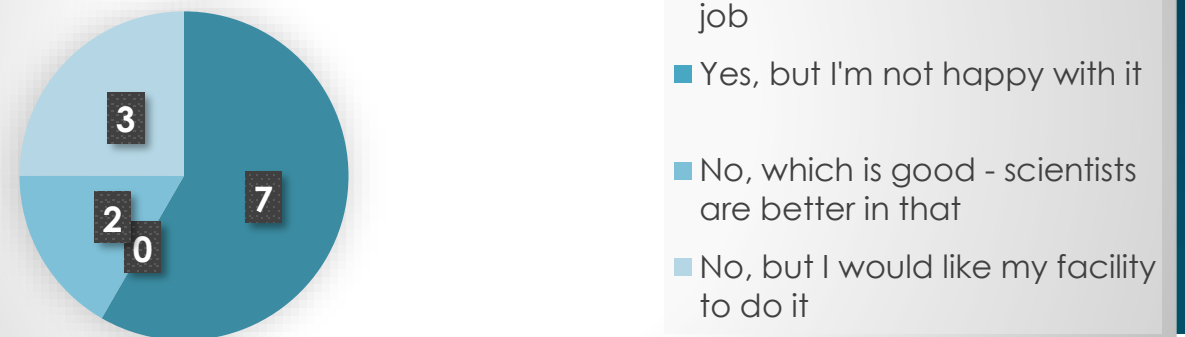 job
Yes, but I'm not happy with it
No, which is good - scientists
are better in that
No, but I would like my facility
to do it
3
7
2
0